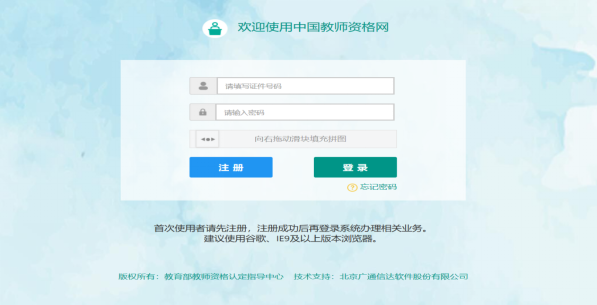 欢迎使用中国教师资格网
请填写证件号码
请输入密码
向右拖动滑块填充拼图
注册
登录
忘记密码
首次使用者请先注册，注册成功后再登录系统办理相关业务。
建议使用谷歌、IE9及以上版本浏览器。
版权所有：教育部教师资格认定指导中心 技术支持：北京广通信达软件股份有限公司